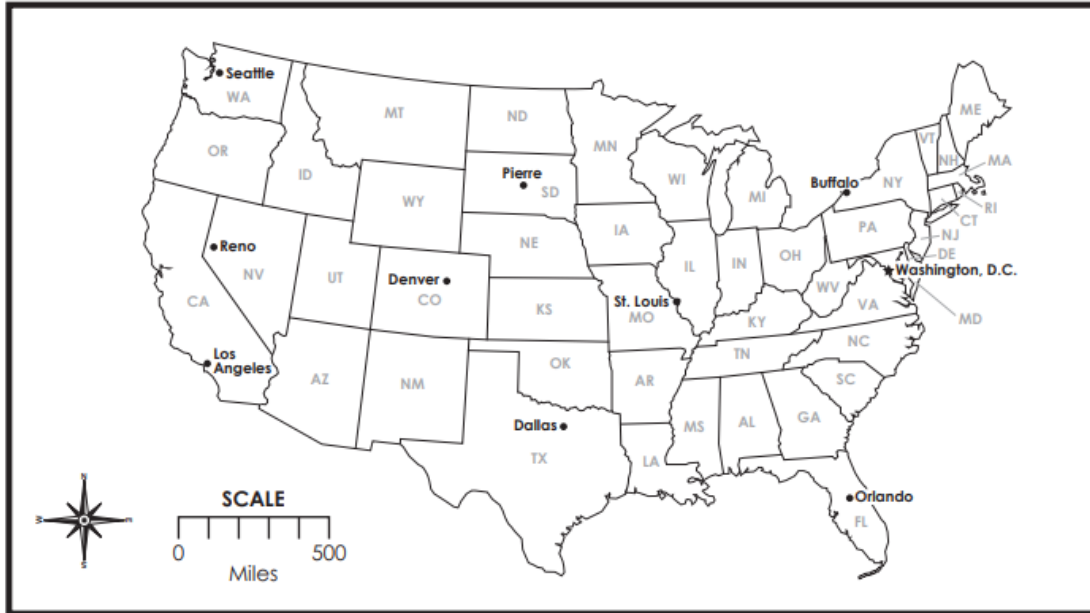 Seattle
WA
MT
ND
MN
ME
VT
NH
MA
OR
ID
Pierre
SD
WI
MI
Buffalo
NY
RI
CT
WY
IA
PA
NJ
DE
Reno
NE
NV
UT
Denver
CO
IL
IN
OH
Washington, D.C.
WV
VA
MD
CA
KS
St. Louis
MO
KY
NC
TN
Los
Angeles
AZ
NM
OK
AR
SC
Dallas
TX
MS
AL
GA
LA
Orlando
FL
N
W
E
S
SCALE
0
500
Miles